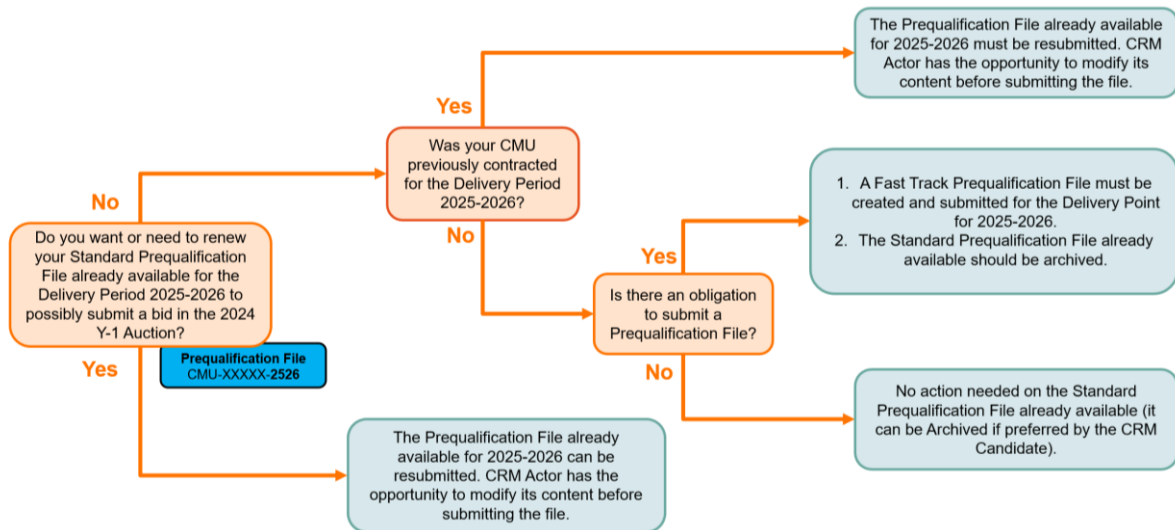 The Prequalification File already available
for 2025-2026 must be resubmitted. CRM
Actor has the opportunity to modify its
content before submitting the file.
Yes
Was your CMU
previously contracted
for the Delivery Period
2025-2026?
No
No
Do you want or need to renew
your Standard Prequalification
File already available for the
Delivery Period 2025-2026 to
possibly submit a bid in the 2024
Y-1 Auction?
Yes
Prequalification File
CMU-XXXXX-2526
1. A Fast Track Prequalification File must be
created and submitted for the Delivery Point
for 2025-2026.
2. The Standard Prequalification File already
available should be archived.
Yes
Is there an obligation
to submit a
Prequalification File?
No
No action needed on the Standard
Prequalification File already available (it
can be Archived if preferred by the CRM
Candidate).
The Prequalification File already
available for 2025-2026 can be
resubmitted. CRM Actor has the
opportunity to modify its content before
submitting the file.